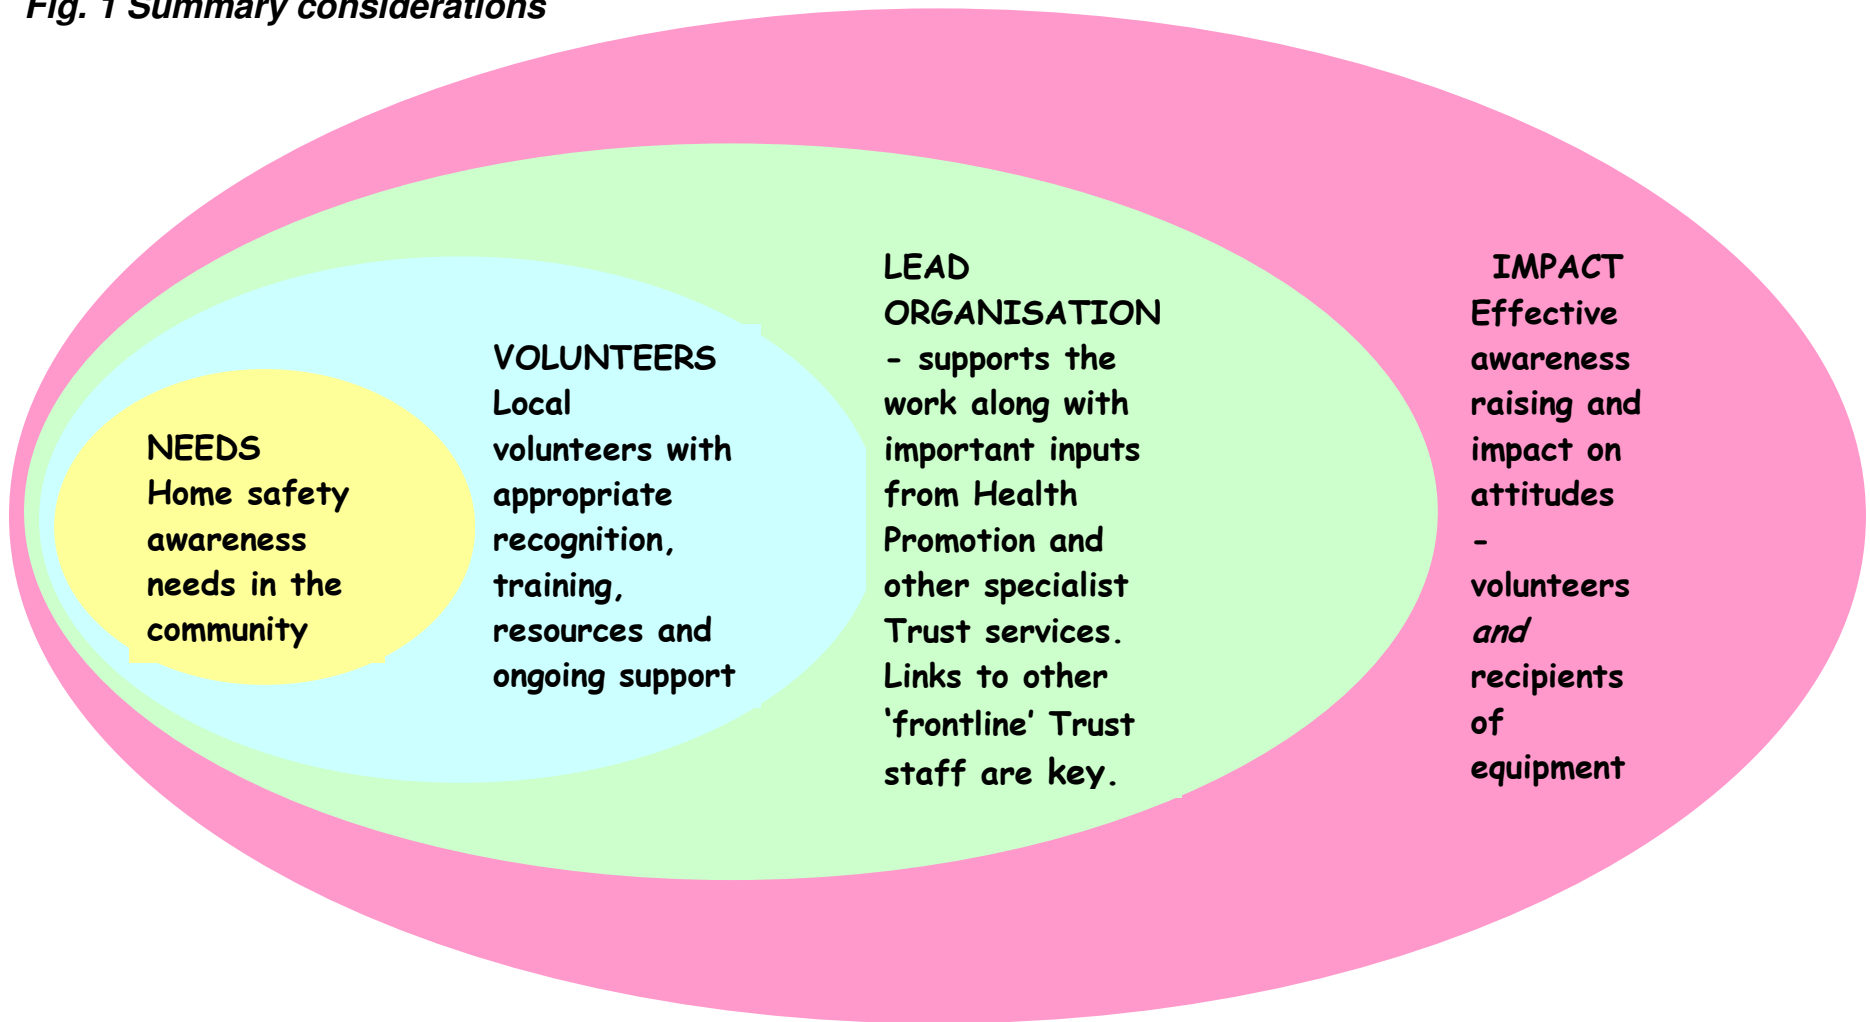 Fig. 1 Summary considerations
NEEDS
Home safety
awareness
needs in the
community
VOLUNTEERS
Local
volunteers with
appropriate
recognition,
training,
resources and
ongoing support
LEAD
ORGANISATION
- supports the
work along with
important inputs
from Health
Promotion and
other specialist
Trust services.
Links to other
‘frontline’ Trust
staff are key.
IMPACT
Effective
awareness
raising and
impact on
attitudes
-
volunteers
and
recipients
of
equipment